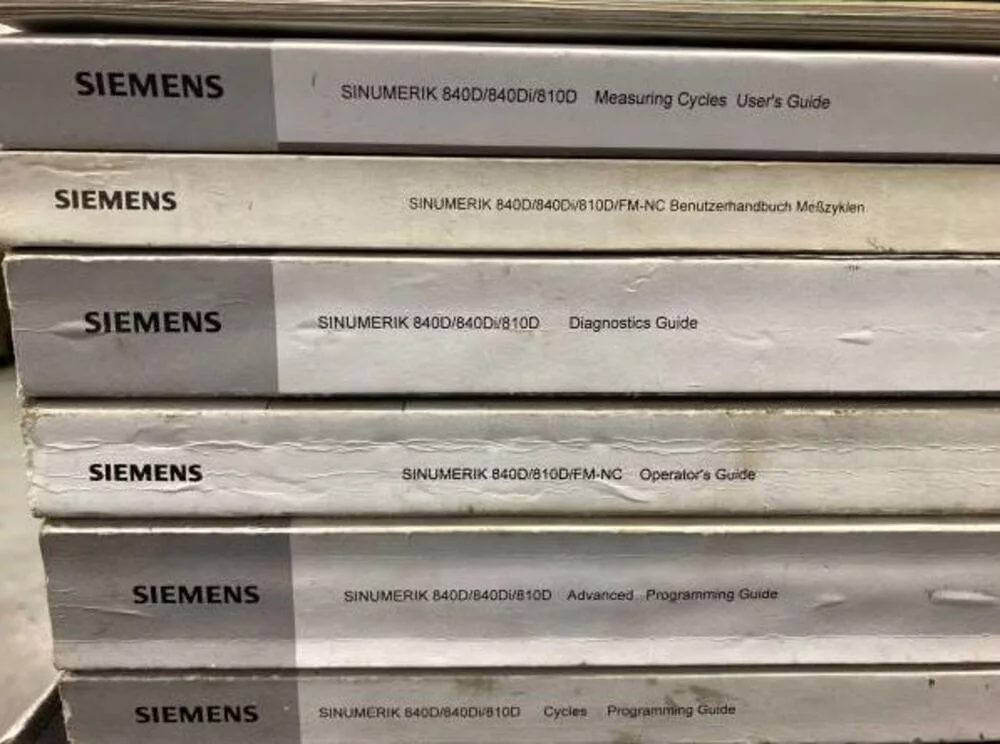 SIEMENS SINUMERIK 840D/840Di/810D Measuring Cycles User's Guide
SIEMENS SINUMERIK 840D/840Di/810D/FM-NC Benutzerhandbuch Meßzyklen
SIEMENS SINUMERIK 840D/840Di/810D Diagnostics Guide
SIEMENS SINUMERIK 840D/810D/FM-NC Operator's Guide
SIEMENS SINUMERIK 840D/840Di/810D Advanced Programming Guide
SIEMENS SINUMERIK 840D/840Di/810D Cycles Programming Guide